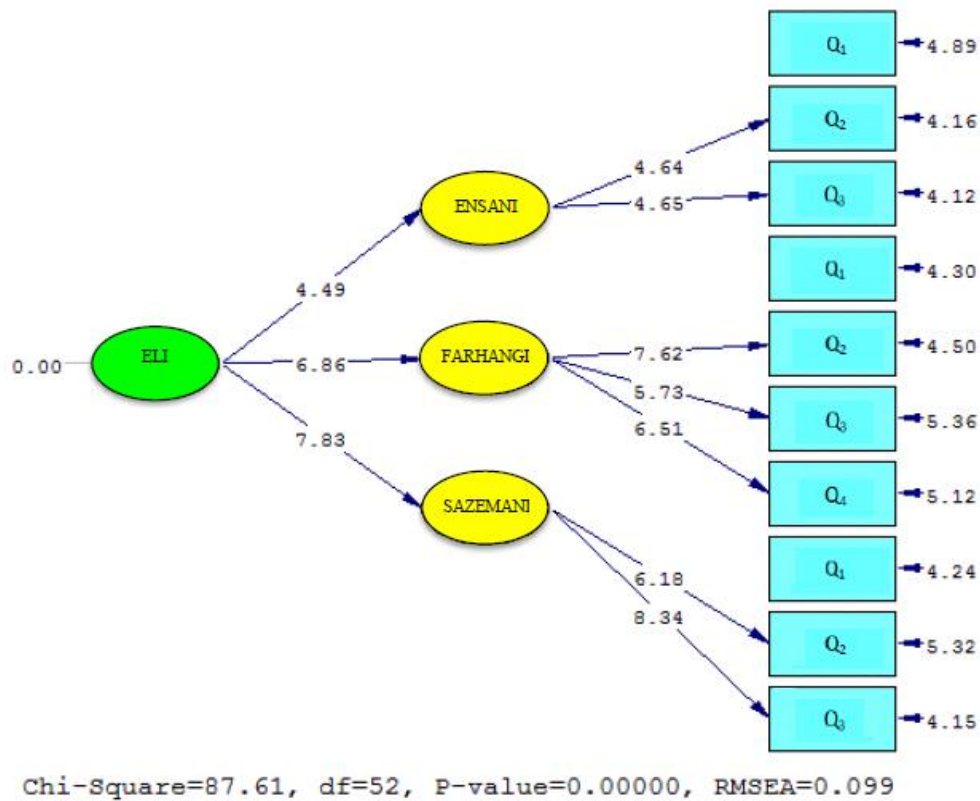 Q₁ 4.89
Q₂ 4.16
4.64
ENSANI 4.65 Q₃ 4.12
Q₁ 4.30
4.49
ELI
0.00 6.86 FARHANGI 7.62 Q₂ 4.50
5.73
Q₃ 5.36
6.51
7.83
Q₄ 5.12
SAZEMANI
Q₁ 4.24
6.18
8.34
Q₂ 5.32
Q₃ 4.15
Chi-Square=87.61, df=52, P-value=0.00000, RMSEA=0.099